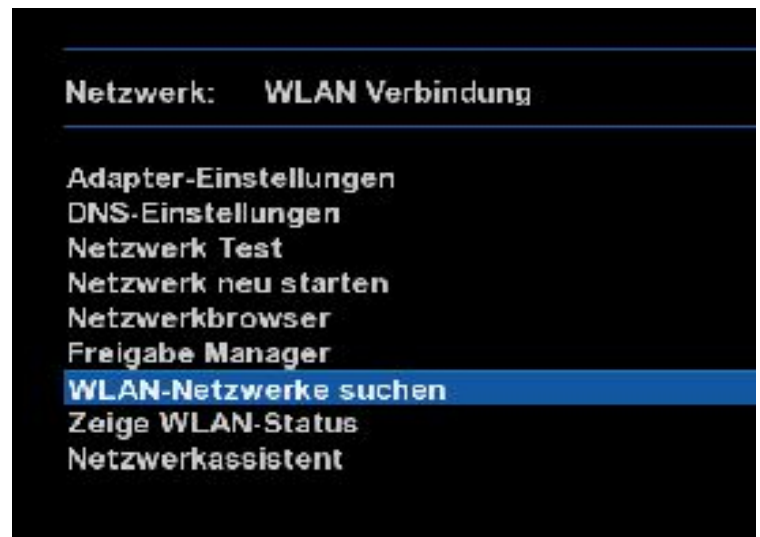 Netzwerk: WLAN Verbindung
Adapter-Einstellungen
DNS-Einstellungen
Netzwerk Test
Netzwerk neu starten
Netzwerkbrowser
Freigabe Manager
WLAN-Netzwerke suchen
Zeige WLAN-Status
Netzwerkassistent